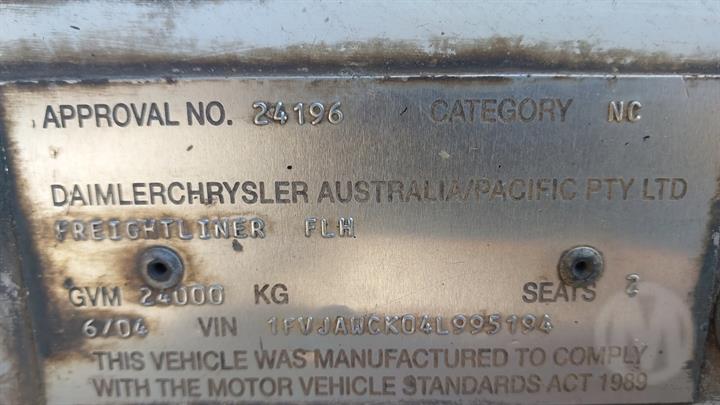 APPROVAL NO. 24196 CATEGORY NC
DAIMLERCHRYSLER AUSTRALIA/PACIFIC PTY LTD
FREIGHTLINER FLH
GVM 24000 KG SEATS 2
6/04 VIN 1FVJAWCK04L995194
THIS VEHICLE WAS MANUFACTURED TO COMPLY
WITH THE MOTOR VEHICLE STANDARDS ACT 1989
M